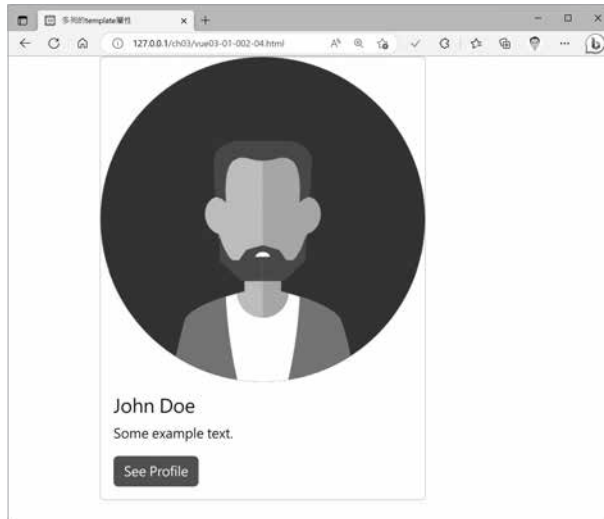 多列的template屬性
127.0.0.1/ch03/vue03-01-002-04.html
John Doe
Some example text.
See Profile